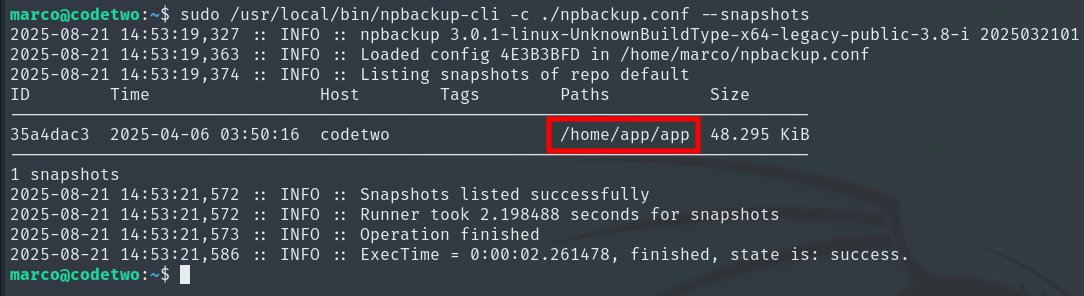 marco@codetwo:~$ sudo /usr/local/bin/npbackup-cli -c ./npbackup.conf --snapshots
2025-08-21 14:53:19,327 :: INFO :: npbackup 3.0.1-linux-UnknownBuildType-x64-legacy-public-3.8-i 2025032101
2025-08-21 14:53:19,363 :: INFO :: Loaded config 4E3B3BFD in /home/marco/npbackup.conf
2025-08-21 14:53:19,374 :: INFO :: Listing snapshots of repo default
ID Time Host Tags Paths Size
35a4dac3 2025-04-06 03:50:16 codetwo /home/app/app 48.295 KiB
1 snapshots
2025-08-21 14:53:21,572 :: INFO :: Snapshots listed successfully
2025-08-21 14:53:21,572 :: INFO :: Runner took 2.198488 seconds for snapshots
2025-08-21 14:53:21,573 :: INFO :: Operation finished
2025-08-21 14:53:21,586 :: INFO :: ExecTime = 0:00:02.261478, finished, state is: success.
marco@codetwo:~$